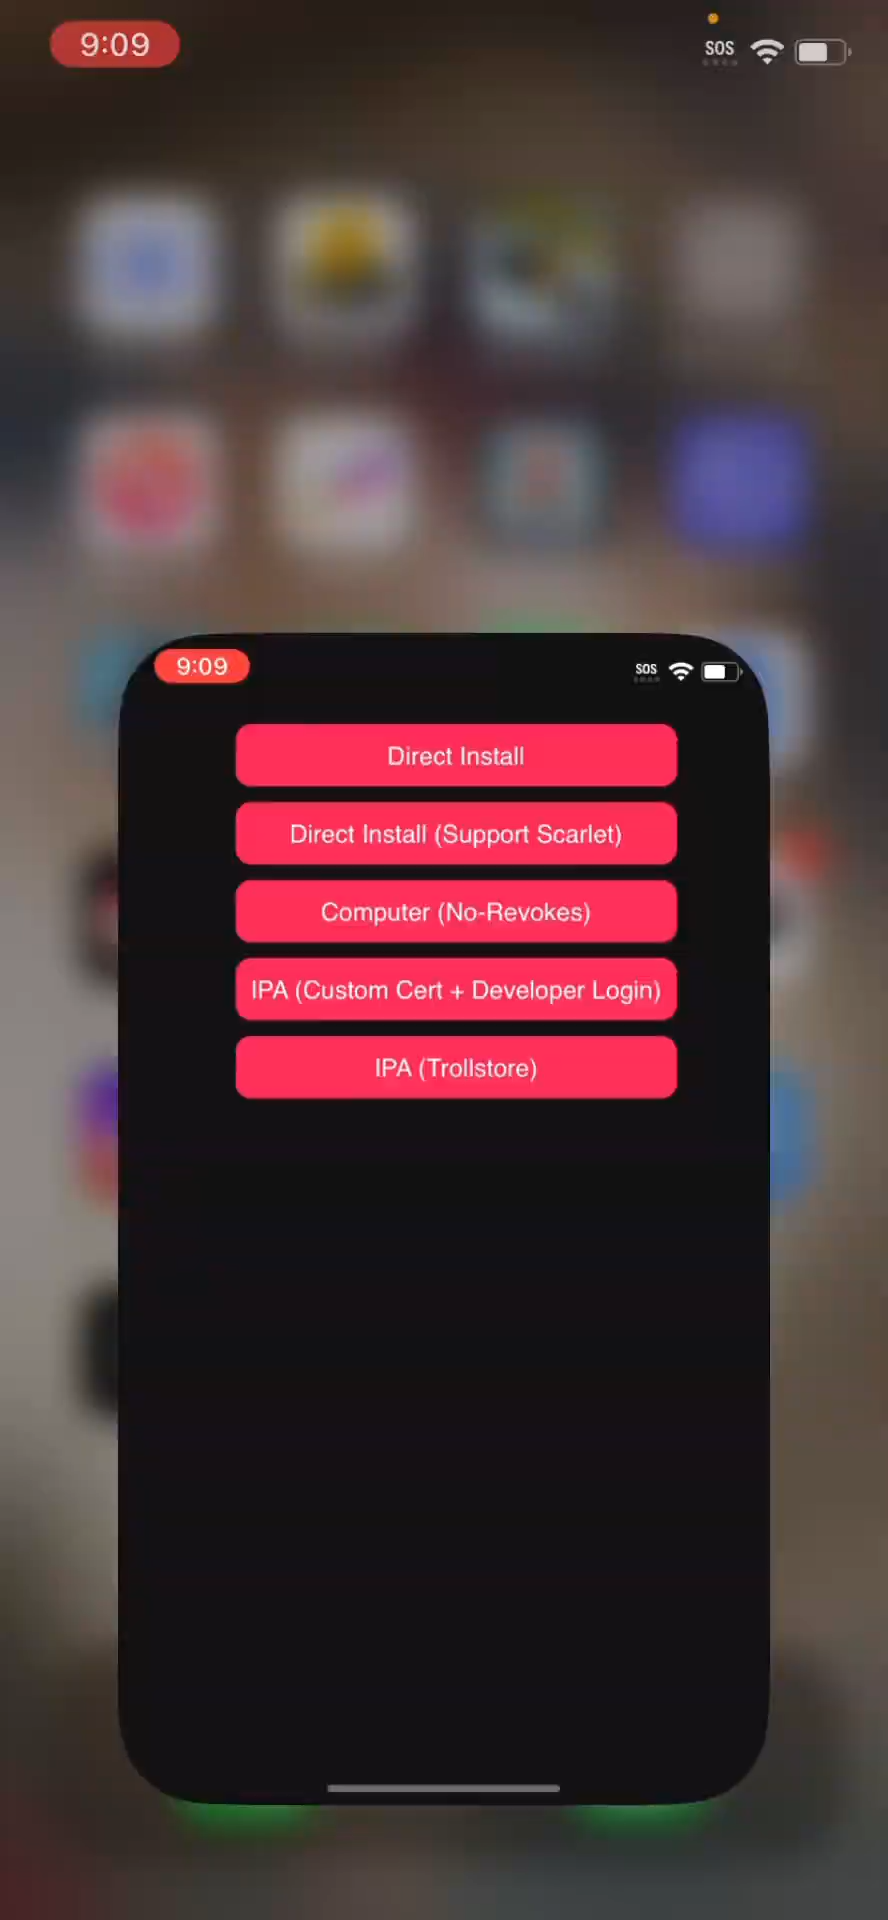 9:09
SOS
9:09
SOS
Direct Install
Direct Install (Support Scarlet)
Computer (No-Revokes)
IPA (Custom Cert + Developer Login)
IPA (Trollstore)